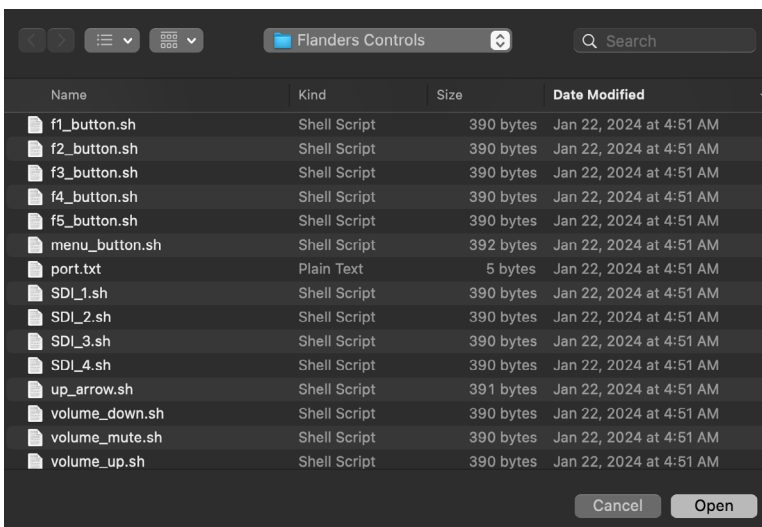 Flanders Controls
Search
Name Kind Size Date Modified
f1_button.sh Shell Script 390 bytes Jan 22, 2024 at 4:51 AM
f2_button.sh Shell Script 390 bytes Jan 22, 2024 at 4:51 AM
f3_button.sh Shell Script 390 bytes Jan 22, 2024 at 4:51 AM
f4_button.sh Shell Script 390 bytes Jan 22, 2024 at 4:51 AM
f5_button.sh Shell Script 390 bytes Jan 22, 2024 at 4:51 AM
menu_button.sh Shell Script 392 bytes Jan 22, 2024 at 4:51 AM
port.txt Plain Text 5 bytes Jan 22, 2024 at 4:51 AM
SDI_1.sh Shell Script 390 bytes Jan 22, 2024 at 4:51 AM
SDI_2.sh Shell Script 390 bytes Jan 22, 2024 at 4:51 AM
SDI_3.sh Shell Script 390 bytes Jan 22, 2024 at 4:51 AM
SDI_4.sh Shell Script 390 bytes Jan 22, 2024 at 4:51 AM
up_arrow.sh Shell Script 391 bytes Jan 22, 2024 at 4:51 AM
volume_down.sh Shell Script 390 bytes Jan 22, 2024 at 4:51 AM
volume_mute.sh Shell Script 390 bytes Jan 22, 2024 at 4:51 AM
volume_up.sh Shell Script 390 bytes Jan 22, 2024 at 4:51 AM
Cancel Open